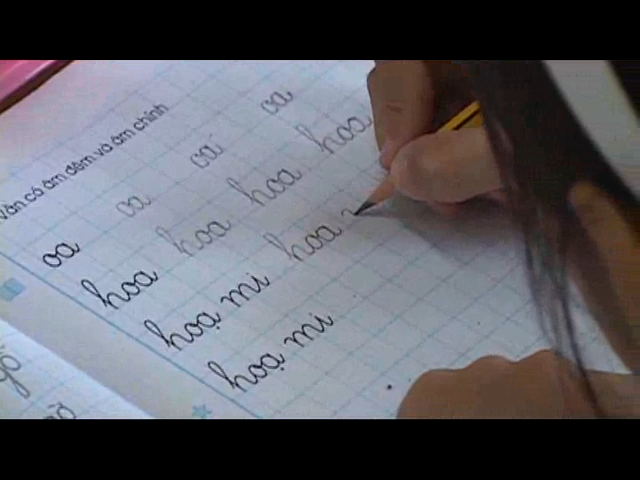 Vần có âm đệm và âm chính
oa oa oa oa
hoa hoa hoa hoa
hoạ mi hoạ
hoạ mi